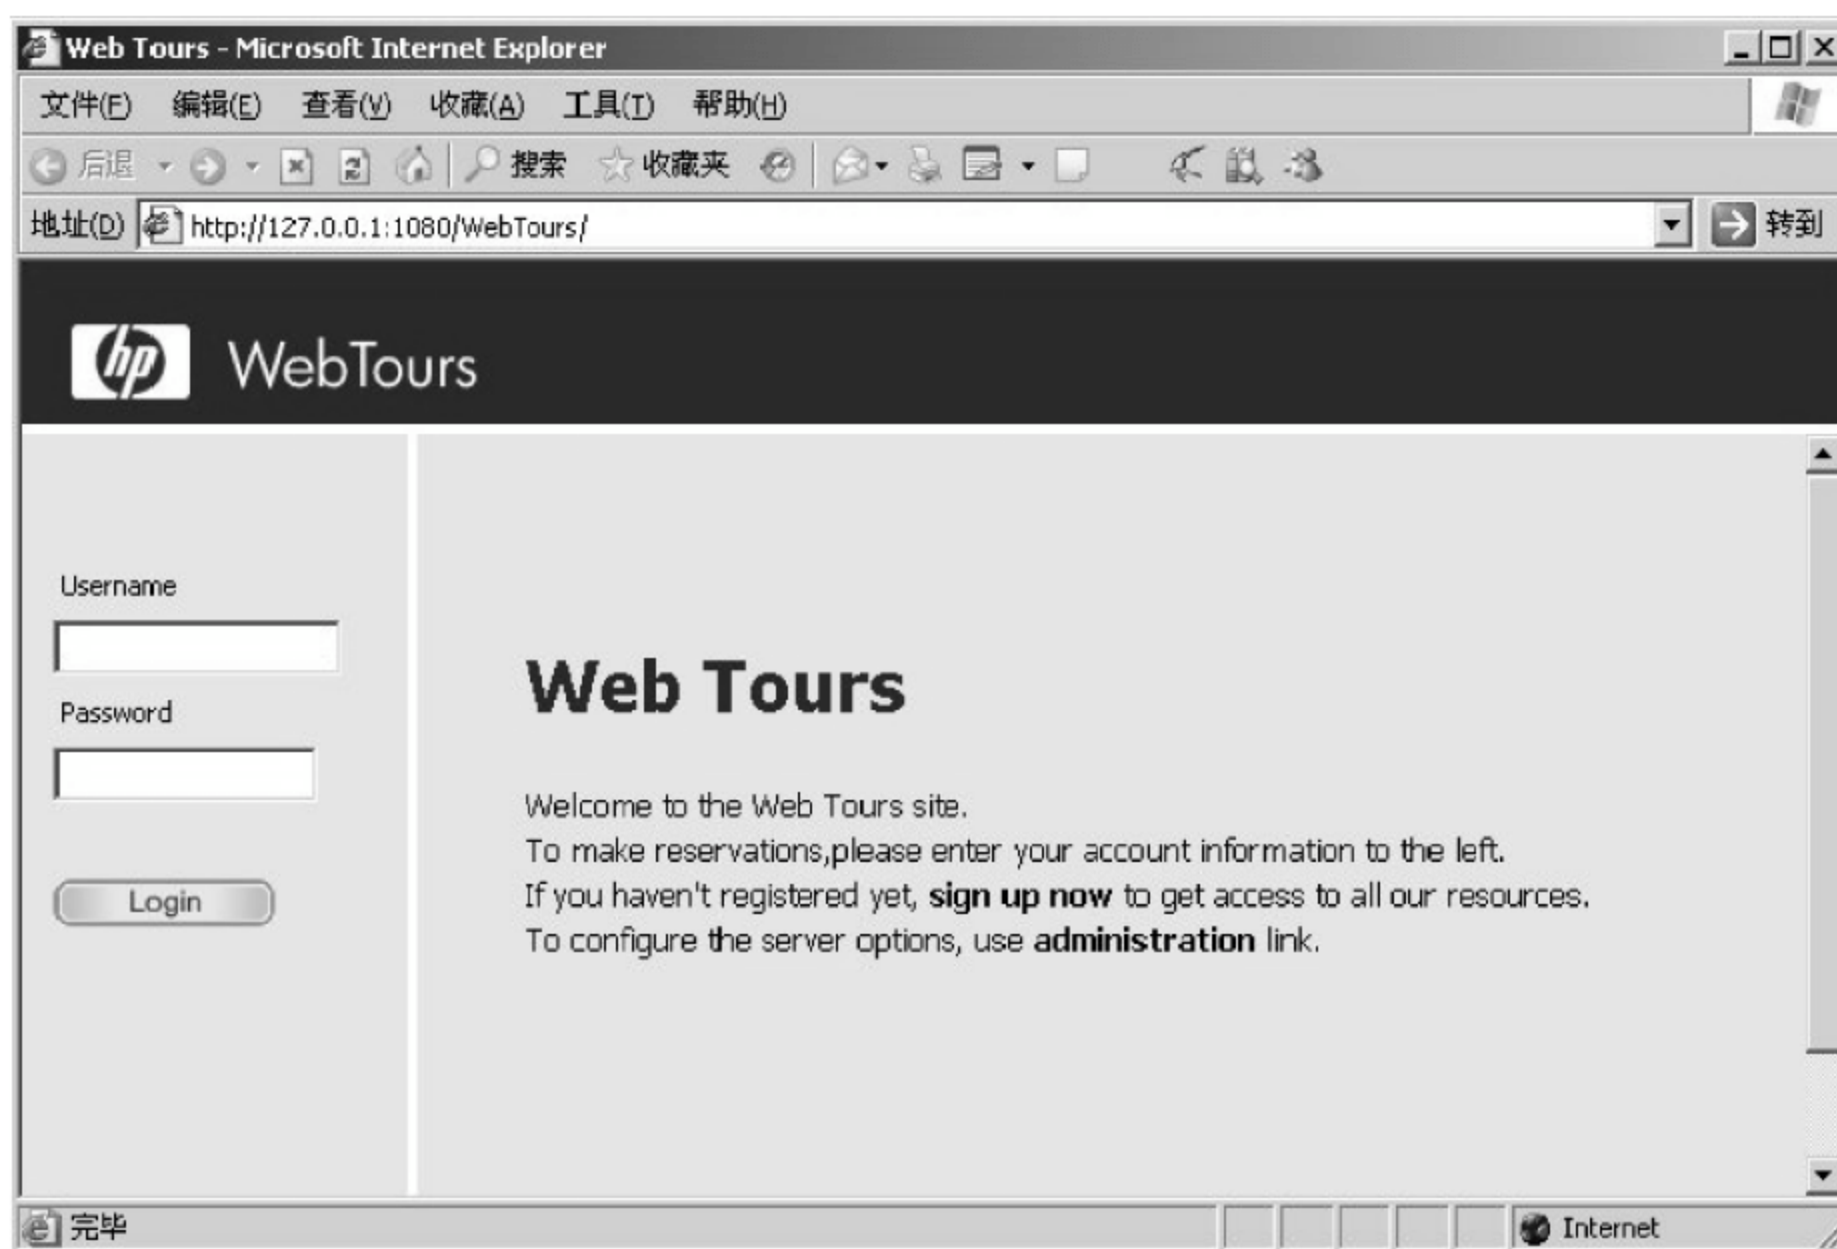 Web Tours - Microsoft Internet Explorer
文件(F) 编辑(E) 查看(V) 收藏(A) 工具(T) 帮助(H)
后退 搜索 收藏夹
地址(D) http://127.0.0.1:1080/WebTours/ 转到
hp WebTours
Username
Password
Login
Web Tours
Welcome to the Web Tours site.
To make reservations,please enter your account information to the left.
If you haven't registered yet, sign up now to get access to all our resources.
To configure the server options, use administration link.
完毕 Internet